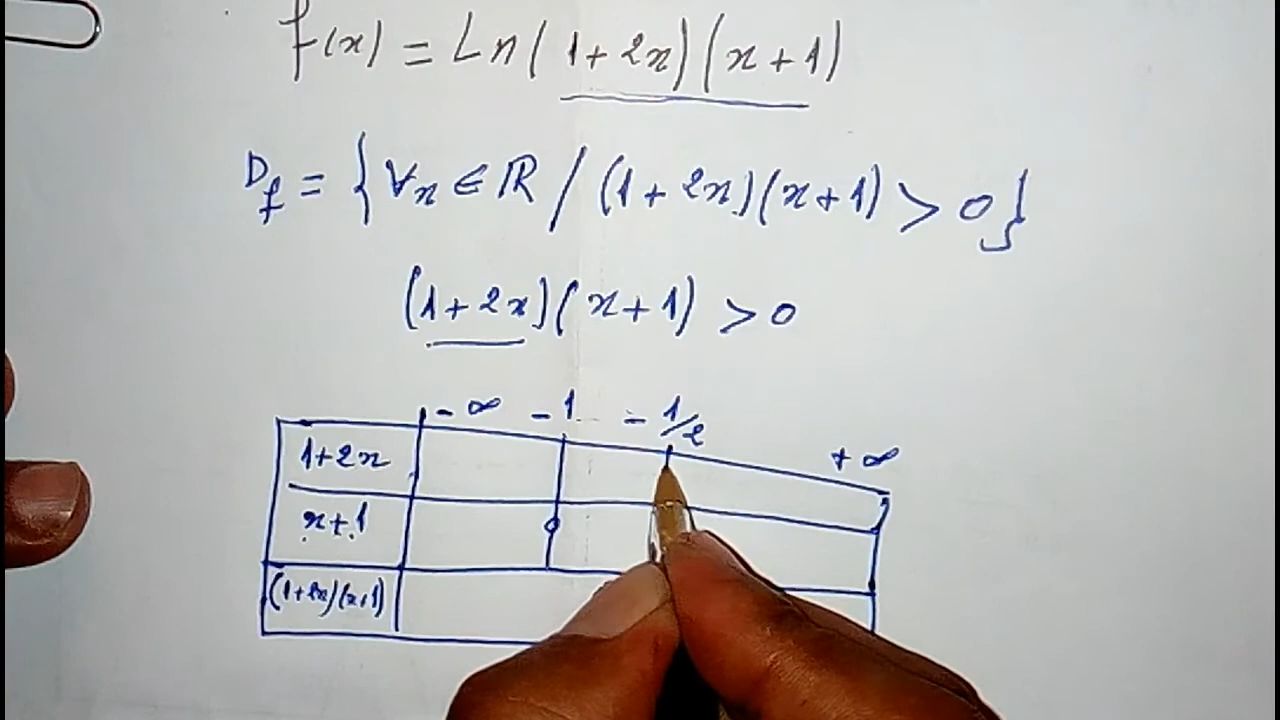 f(x) = Ln(1+2x)(x+1)
Df = {∀x ∈ ℝ / (1+2x)(x+1) > 0}
(1+2x)(x+1) > 0
-∞ -1 -1/2 +∞
1+2x
x+1
(1+2x)(x+1)